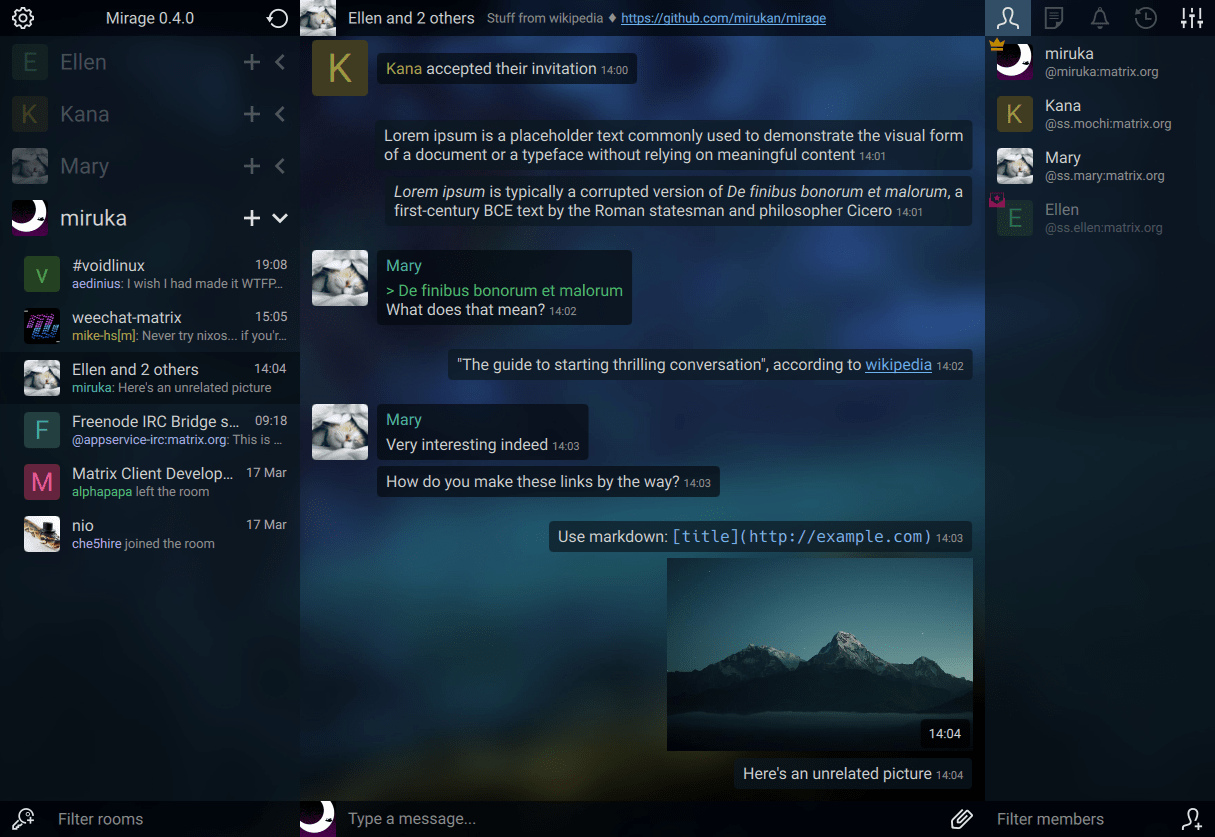 Mirage 0.4.0
E Ellen
K Kana
Mary
miruka
#voidlinux 19:08
v
aedinius: I wish I had made it WTFP…
weechat-matrix 15:05
mike-hs[m]: Never try nixos... if you'r…
Ellen and 2 others 14:04
miruka: Here's an unrelated picture
Freenode IRC Bridge s… 09:18
F
@appservice-irc:matrix.org: This is …
Matrix Client Develop… 17 Mar
M
alphapapa left the room
nio 17 Mar
che5hire joined the room
Filter rooms
Ellen and 2 others Stuff from wikipedia ♦ https://github.com/mirukan/mirage
K
Kana accepted their invitation 14:00
Lorem ipsum is a placeholder text commonly used to demonstrate the visual form
of a document or a typeface without relying on meaningful content 14:01
Lorem ipsum is typically a corrupted version of De finibus bonorum et malorum, a
first-century BCE text by the Roman statesman and philosopher Cicero 14:01
Mary
> De finibus bonorum et malorum
What does that mean? 14:02
"The guide to starting thrilling conversation", according to wikipedia 14:02
Mary
Very interesting indeed 14:03
How do you make these links by the way? 14:03
Use markdown: [title](http://example.com) 14:03
14:04
Here's an unrelated picture 14:04
Type a message...
miruka
@miruka:matrix.org
K
Kana
@ss.mochi:matrix.org
Mary
@ss.mary:matrix.org
E
Ellen
@ss.ellen:matrix.org
Filter members